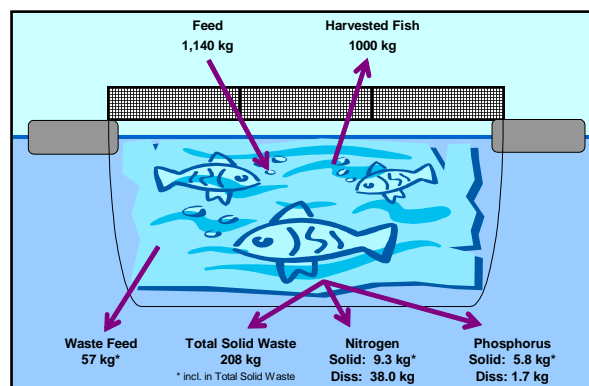 Feed
1,140 kg
Harvested Fish
1000 kg
Waste Feed
57 kg*
Total Solid Waste
208 kg
* incl. in Total Solid Waste
Nitrogen
Solid: 9.3 kg*
Diss: 38.0 kg
Phosphorus
Solid: 5.8 kg*
Diss: 1.7 kg